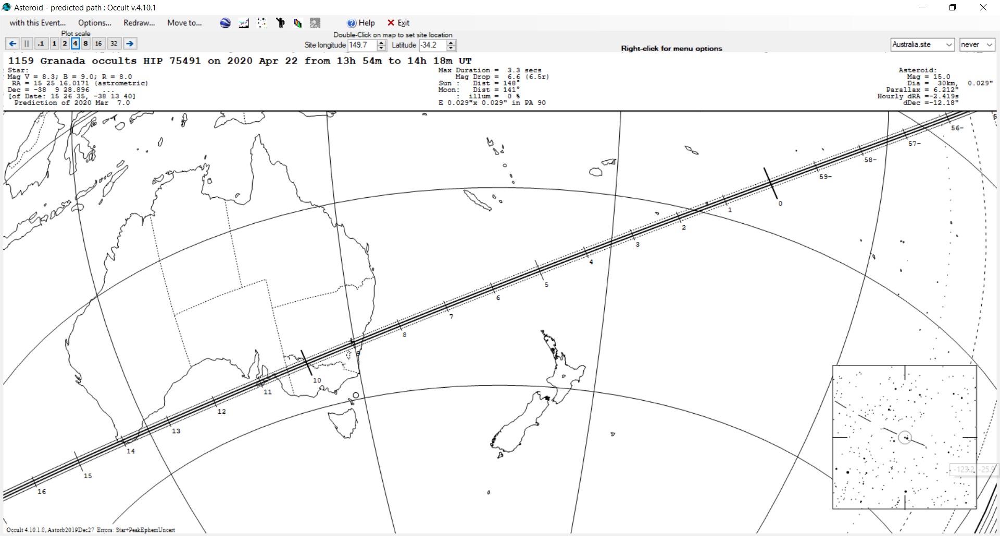 Asteroid - predicted path : Occult v.4.10.1
with this Event... Options... Redraw... Move to... Help Exit
Plot scale
Double-Click on map to set site location
.1 1 2 4 8 16 32
Site longitude 149.7 Latitude -34.2
Right-click for menu options
Australia.site never
1159 Granada occults HIP 75491 on 2020 Apr 22 from 13h 54m to 14h 18m UT
Star:
Mag V = 8.3; B = 9.0; R = 8.0
RA = 15 25 16.0171 (astrometric)
Dec = -38 9 28.896 ...
[of Date: 15 26 35, -38 13 40]
Prediction of 2020 Mar 7.0
Max Duration = 3.3 secs
Mag Drop = 6.6 (6.5r)
Sun : Dist = 148°
Moon: Dist = 141°
: illum = 0 %
E 0.029"x 0.029" in PA 90
Asteroid:
Mag = 15.0
Dia = 30km, 0.029"
Parallax = 6.212"
Hourly dRA =-2.419s
dDec =-12.18"
5
56-
57-
58-
59-
0
1
2
3
4
5
6
7
8
9
10
11
12
13
14
15
16
-123.2 -25.9
Occult 4.10.1.0, Astorb2019Dec27 Errors: Star+PeakEphemUncert